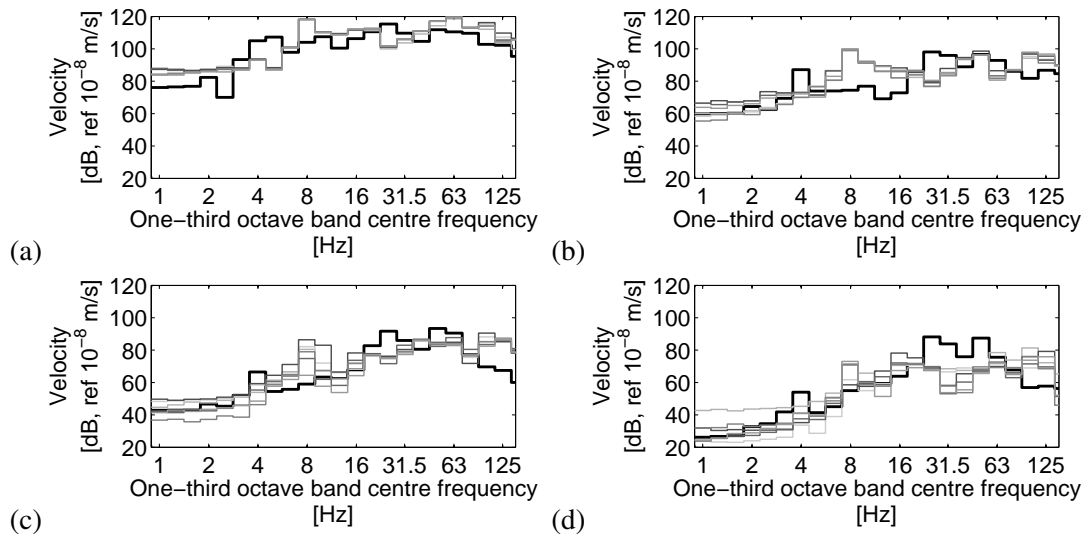 120
100
80
60
40
20
Velocity
[dB, ref 10⁻⁸ m/s]
1 2 4 8 16 31.5 63 125
One−third octave band centre frequency
[Hz]
(a)
120
100
80
60
40
20
Velocity
[dB, ref 10⁻⁸ m/s]
1 2 4 8 16 31.5 63 125
One−third octave band centre frequency
[Hz]
(b)
120
100
80
60
40
20
Velocity
[dB, ref 10⁻⁸ m/s]
1 2 4 8 16 31.5 63 125
One−third octave band centre frequency
[Hz]
(c)
120
100
80
60
40
20
Velocity
[dB, ref 10⁻⁸ m/s]
1 2 4 8 16 31.5 63 125
One−third octave band centre frequency
[Hz]
(d)